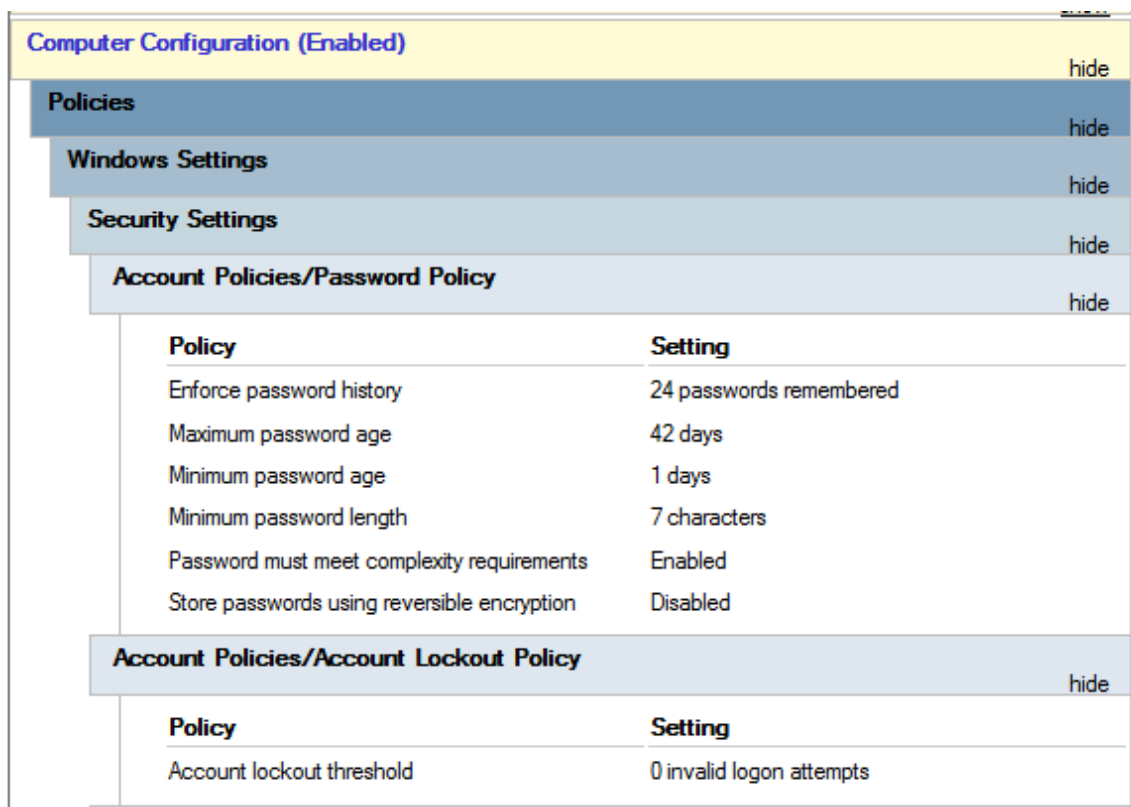 Computer Configuration (Enabled)
hide
Policies
hide
Windows Settings
hide
Security Settings
hide
Account Policies/Password Policy
hide
Policy Setting
Enforce password history 24 passwords remembered
Maximum password age 42 days
Minimum password age 1 days
Minimum password length 7 characters
Password must meet complexity requirements Enabled
Store passwords using reversible encryption Disabled
Account Policies/Account Lockout Policy
hide
Policy Setting
Account lockout threshold 0 invalid logon attempts